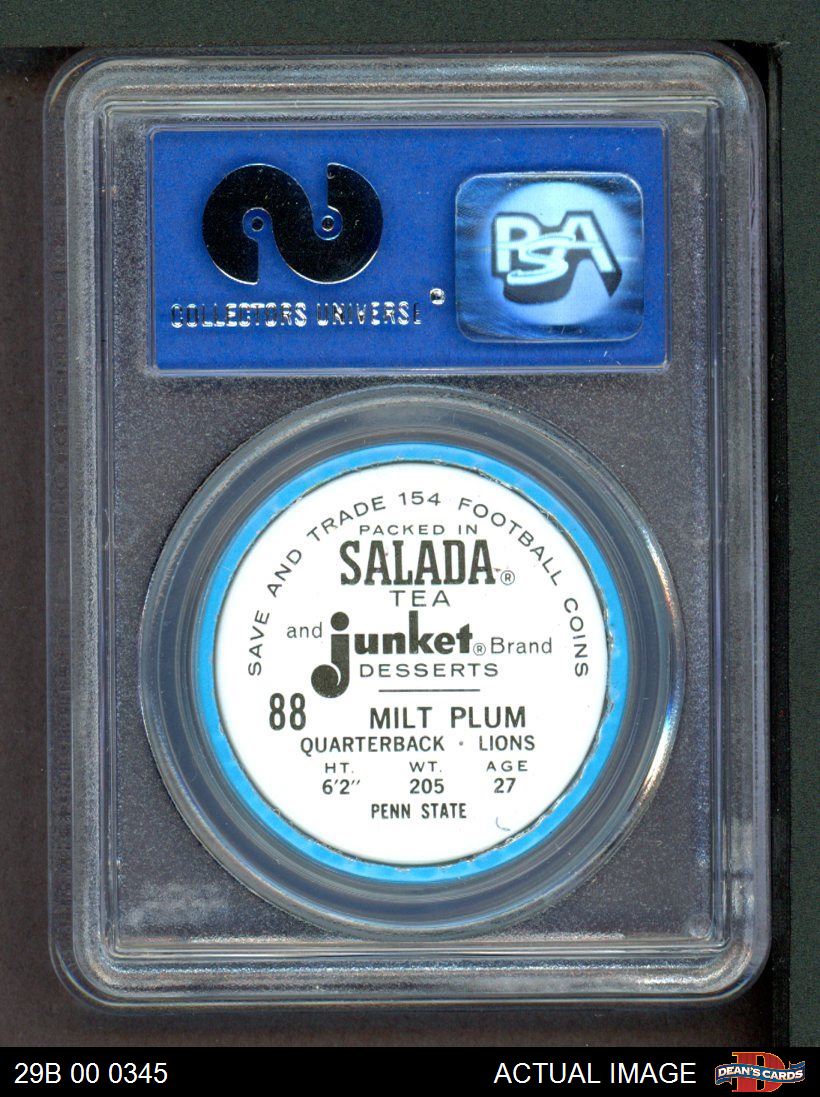 COLLECTORS UNIVERSE
®
PSA
SAVE AND TRADE 154 FOOTBALL COINS
PACKED IN
SALADA®
TEA
and junket® Brand
DESSERTS
88 MILT PLUM
QUARTERBACK · LIONS
HT. WT. AGE
6'2" 205 27
PENN STATE
29B 00 0345 ACTUAL IMAGE
D
DEAN'S CARDS